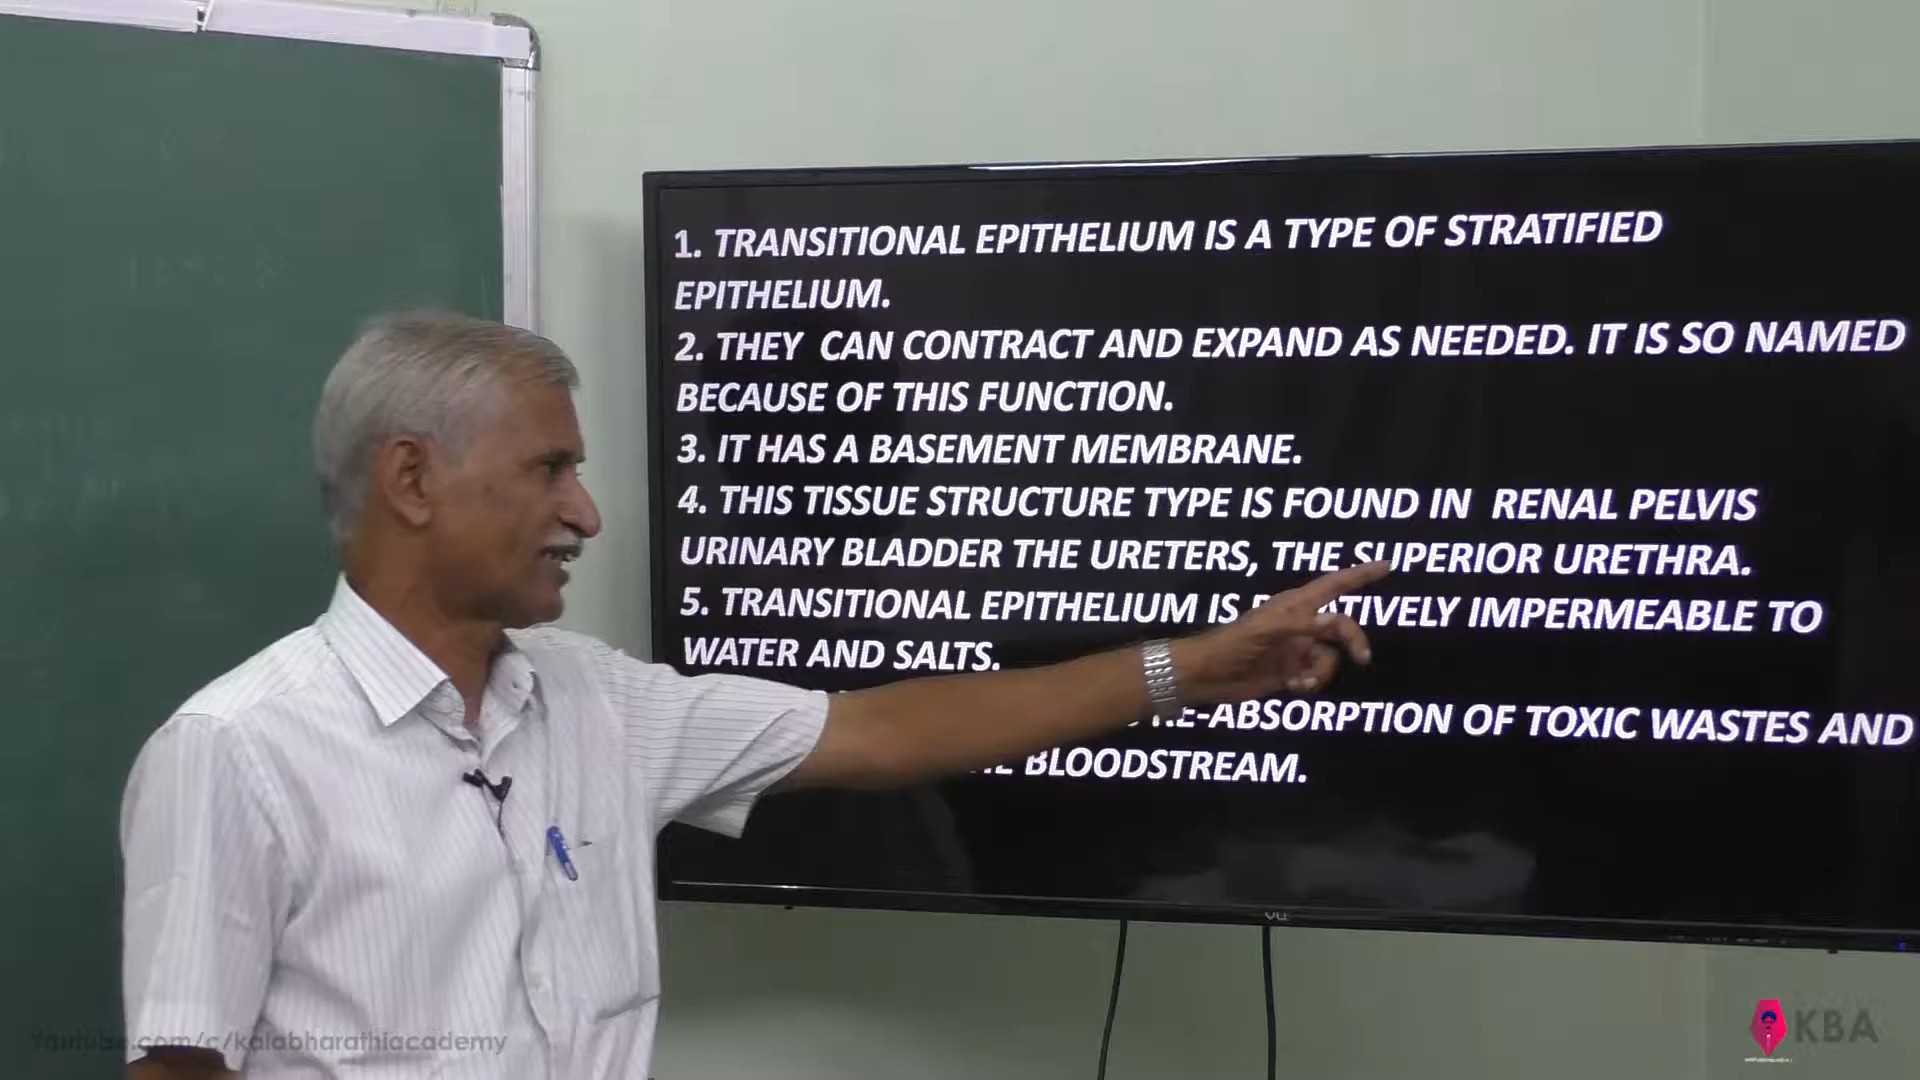 1. TRANSITIONAL EPITHELIUM IS A TYPE OF STRATIFIED
EPITHELIUM.
2. THEY CAN CONTRACT AND EXPAND AS NEEDED. IT IS SO NAMED
BECAUSE OF THIS FUNCTION.
3. IT HAS A BASEMENT MEMBRANE.
4. THIS TISSUE STRUCTURE TYPE IS FOUND IN RENAL PELVIS
URINARY BLADDER THE URETERS, THE SUPERIOR URETHRA.
5. TRANSITIONAL EPITHELIUM IS IMPERMEABLE TO
WATER AND SALTS.
RE-ABSORPTION OF TOXIC WASTES AND
BLOODSTREAM.
Youtube.com/c/kalabharathiacademy
KBA